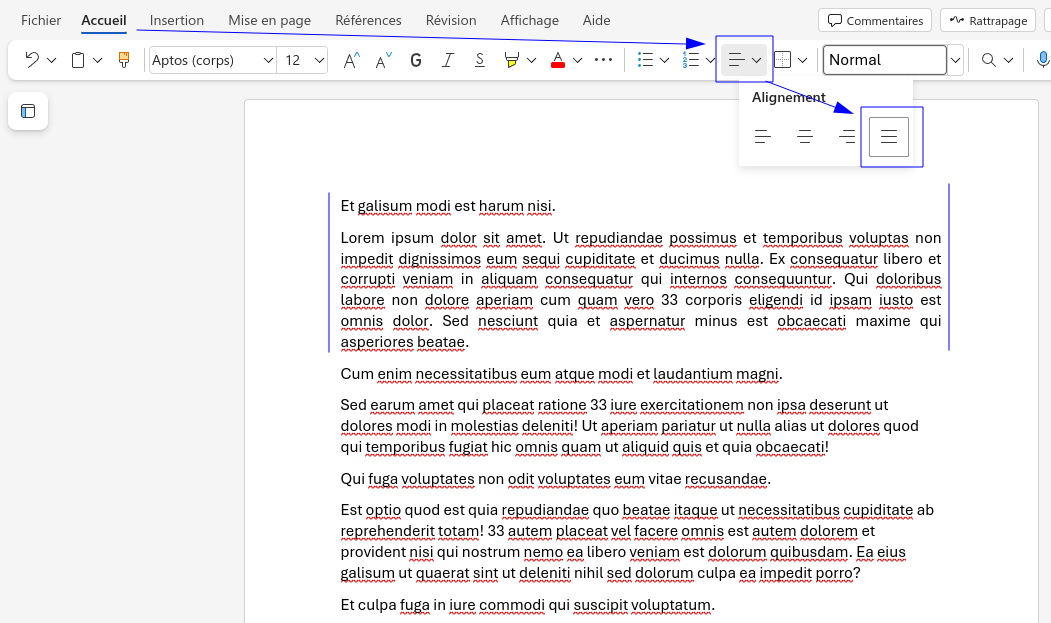 Fichier Accueil Insertion Mise en page Références Révision Affichage Aide Commentaires Rattrapage
Aptos (corps) 12 G I S A Normal
Alignement
Et galisum modi est harum nisi.
Lorem ipsum dolor sit amet. Ut repudiandae possimus et temporibus voluptas non
impedit dignissimos eum sequi cupiditate et ducimus nulla. Ex consequatur libero et
corrupti veniam in aliquam consequatur qui internos consequuntur. Qui doloribus
labore non dolore aperiam cum quam vero 33 corporis eligendi id ipsam iusto est
omnis dolor. Sed nesciunt quia et aspernatur minus est obcaecati maxime qui
asperiores beatae.
Cum enim necessitatibus eum atque modi et laudantium magni.
Sed earum amet qui placeat ratione 33 iure exercitationem non ipsa deserunt ut
dolores modi in molestias deleniti! Ut aperiam pariatur ut nulla alias ut dolores quod
qui temporibus fugiat hic omnis quam ut aliquid quis et quia obcaecati!
Qui fuga voluptates non odit voluptates eum vitae recusandae.
Est optio quod est quia repudiandae quo beatae itaque ut necessitatibus cupiditate ab
reprehenderit totam! 33 autem placeat vel facere omnis est autem dolorem et
provident nisi qui nostrum nemo ea libero veniam est dolorum quibusdam. Ea eius
galisum ut quaerat sint ut deleniti nihil sed dolorum culpa ea impedit porro?
Et culpa fuga in iure commodi qui suscipit voluptatum.